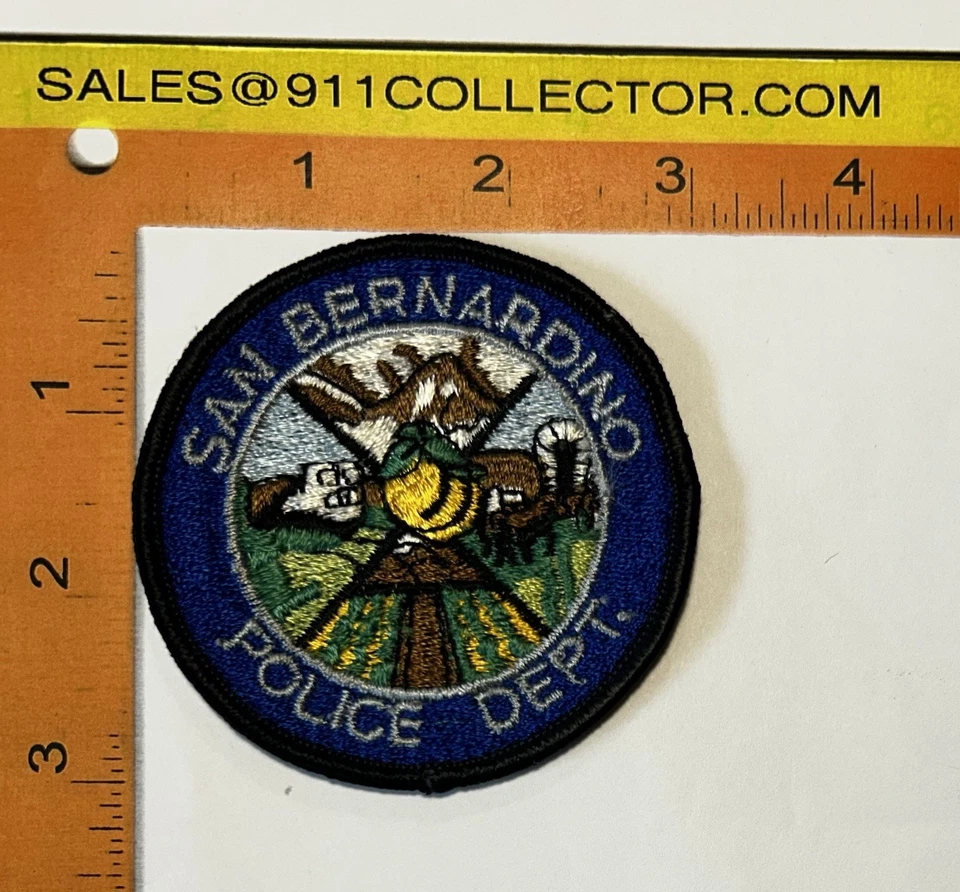 SALES@911COLLECTOR.COM
1 2 3 4
1
2
3
SAN BERNARDINO
POLICE DEPT.